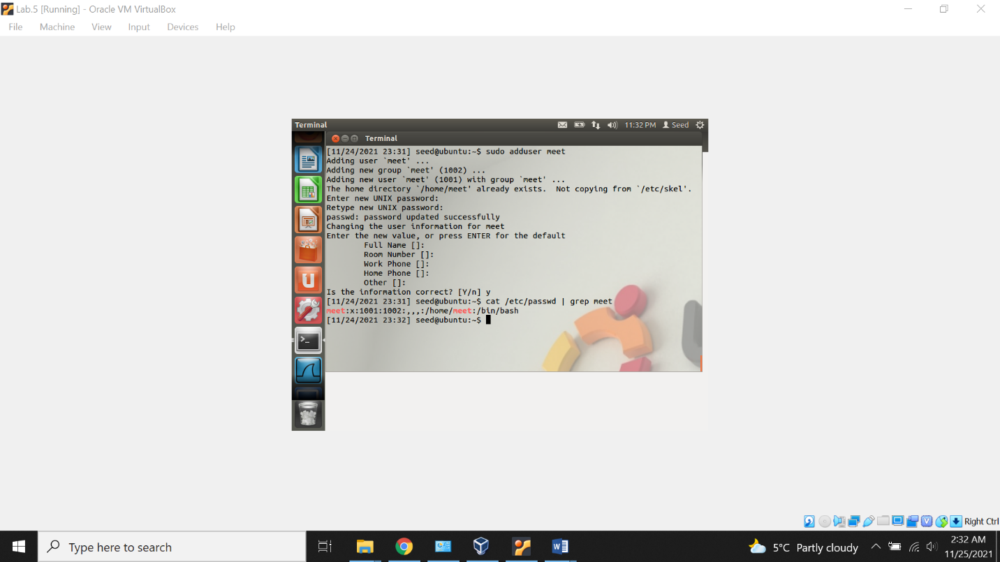 Lab.5 [Running] - Oracle VM VirtualBox
File Machine View Input Devices Help
Terminal 11:32 PM Seed
Terminal
[11/24/2021 23:31] seed@ubuntu:~$ sudo adduser meet
Adding user `meet' ...
Adding new group `meet' (1002) ...
Adding new user `meet' (1001) with group `meet' ...
The home directory `/home/meet' already exists.  Not copying from `/etc/skel'.
Enter new UNIX password:
Retype new UNIX password:
passwd: password updated successfully
Changing the user information for meet
Enter the new value, or press ENTER for the default
Full Name []:
Room Number []:
Work Phone []:
Home Phone []:
Other []:
Is the information correct? [Y/n] y
[11/24/2021 23:31] seed@ubuntu:~$ cat /etc/passwd | grep meet
meet:x:1001:1002:,,,:/home/meet:/bin/bash
[11/24/2021 23:32] seed@ubuntu:~$
Right Ctrl
Type here to search
5°C Partly cloudy
2:32 AM
11/25/2021